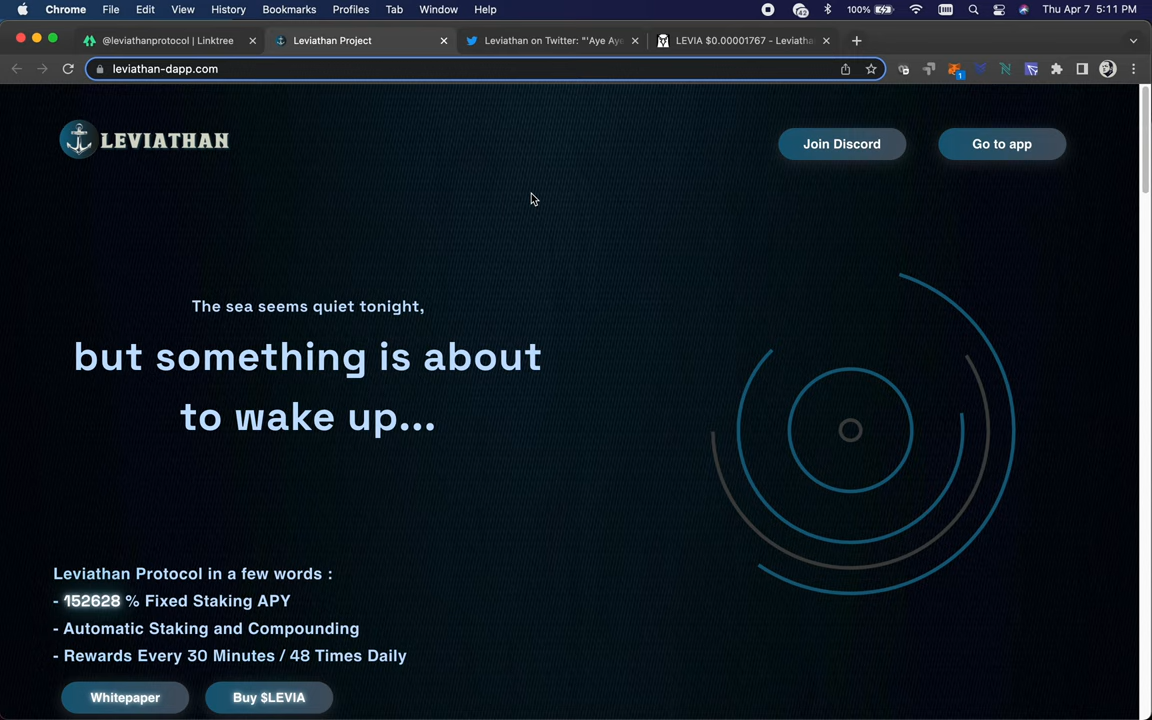 Chrome File Edit View History Bookmarks Profiles Tab Window Help 42 100% Thu Apr 7 5:11 PM
@leviathanprotocol | Linktree Leviathan Project Leviathan on Twitter: "'Aye Aye LEVIA $0.00001767 - Leviatha
leviathan-dapp.com 1
LEVIATHAN Join Discord Go to app
The sea seems quiet tonight,
but something is about
to wake up...
Leviathan Protocol in a few words :
- 152628 % Fixed Staking APY
- Automatic Staking and Compounding
- Rewards Every 30 Minutes / 48 Times Daily
Whitepaper Buy $LEVIA